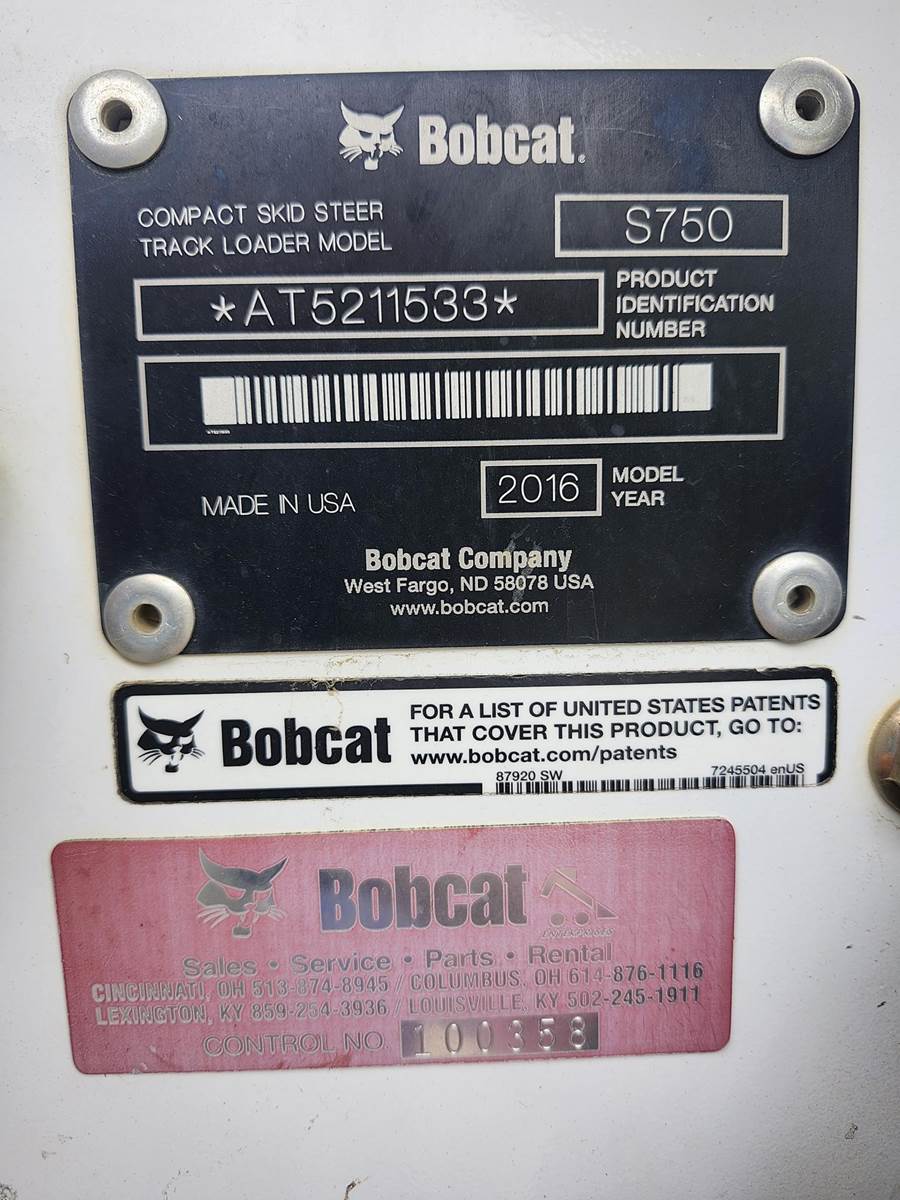 Bobcat®
COMPACT SKID STEER
TRACK LOADER MODEL
S750
*AT5211533*
PRODUCT
IDENTIFICATION
NUMBER
MADE IN USA
2016
MODEL
YEAR
Bobcat Company
West Fargo, ND 58078 USA
www.bobcat.com
Bobcat
FOR A LIST OF UNITED STATES PATENTS
THAT COVER THIS PRODUCT, GO TO:
www.bobcat.com/patents
87920 SW
7245504 enUS
Bobcat
ENTERPRISES
Sales • Service • Parts • Rental
CINCINNATI, OH 513-874-8945 / COLUMBUS, OH 614-876-1116
LEXINGTON, KY 859-254-3936 / LOUISVILLE, KY 502-245-1911
CONTROL NO. 100358